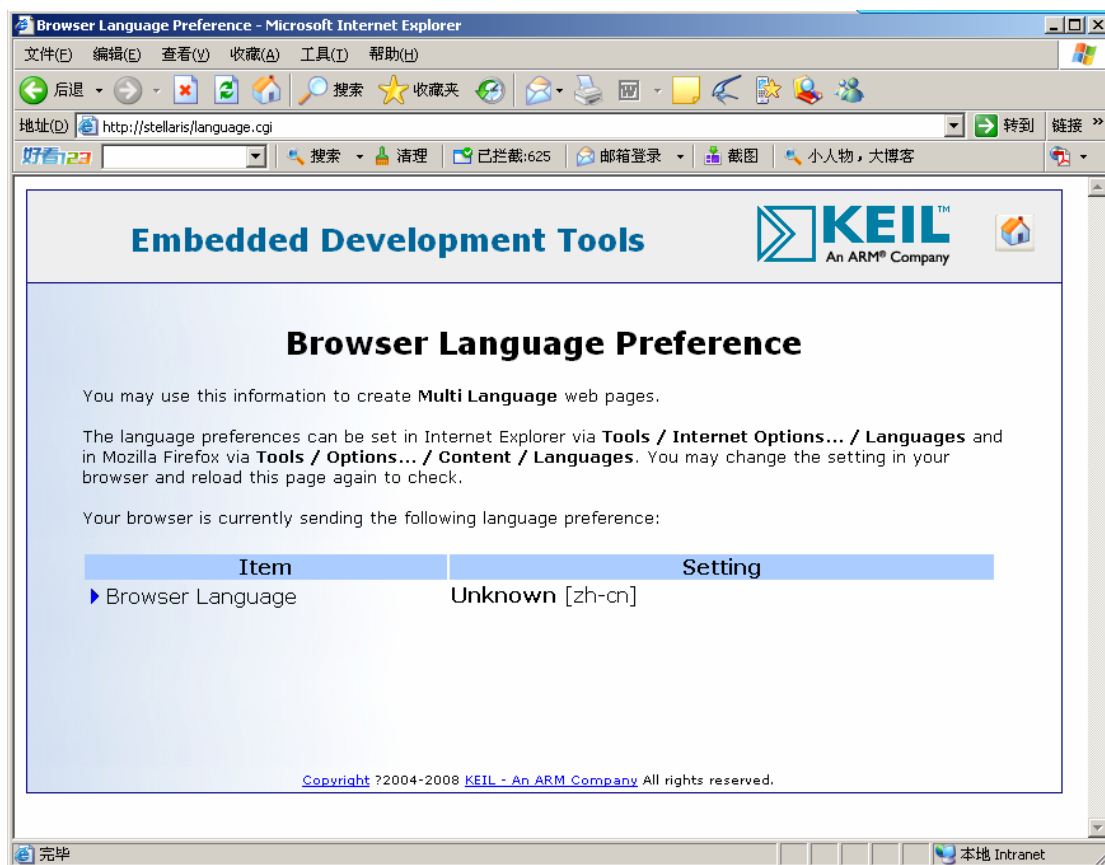 Browser Language Preference - Microsoft Internet Explorer
文件(F) 编辑(E) 查看(V) 收藏(A) 工具(T) 帮助(H)
后退 搜索 收藏夹
地址(D) http://stellaris/language.cgi 转到 链接 »
好看123 搜索 清理 已拦截:625 邮箱登录 截图 小人物，大博客
Embedded Development Tools
KEIL™
An ARM® Company
Browser Language Preference
You may use this information to create Multi Language web pages.
The language preferences can be set in Internet Explorer via Tools / Internet Options... / Languages and
in Mozilla Firefox via Tools / Options... / Content / Languages. You may change the setting in your
browser and reload this page again to check.
Your browser is currently sending the following language preference:
Item Setting
Browser Language Unknown [zh-cn]
Copyright ?2004-2008 KEIL - An ARM Company All rights reserved.
完毕 本地 Intranet